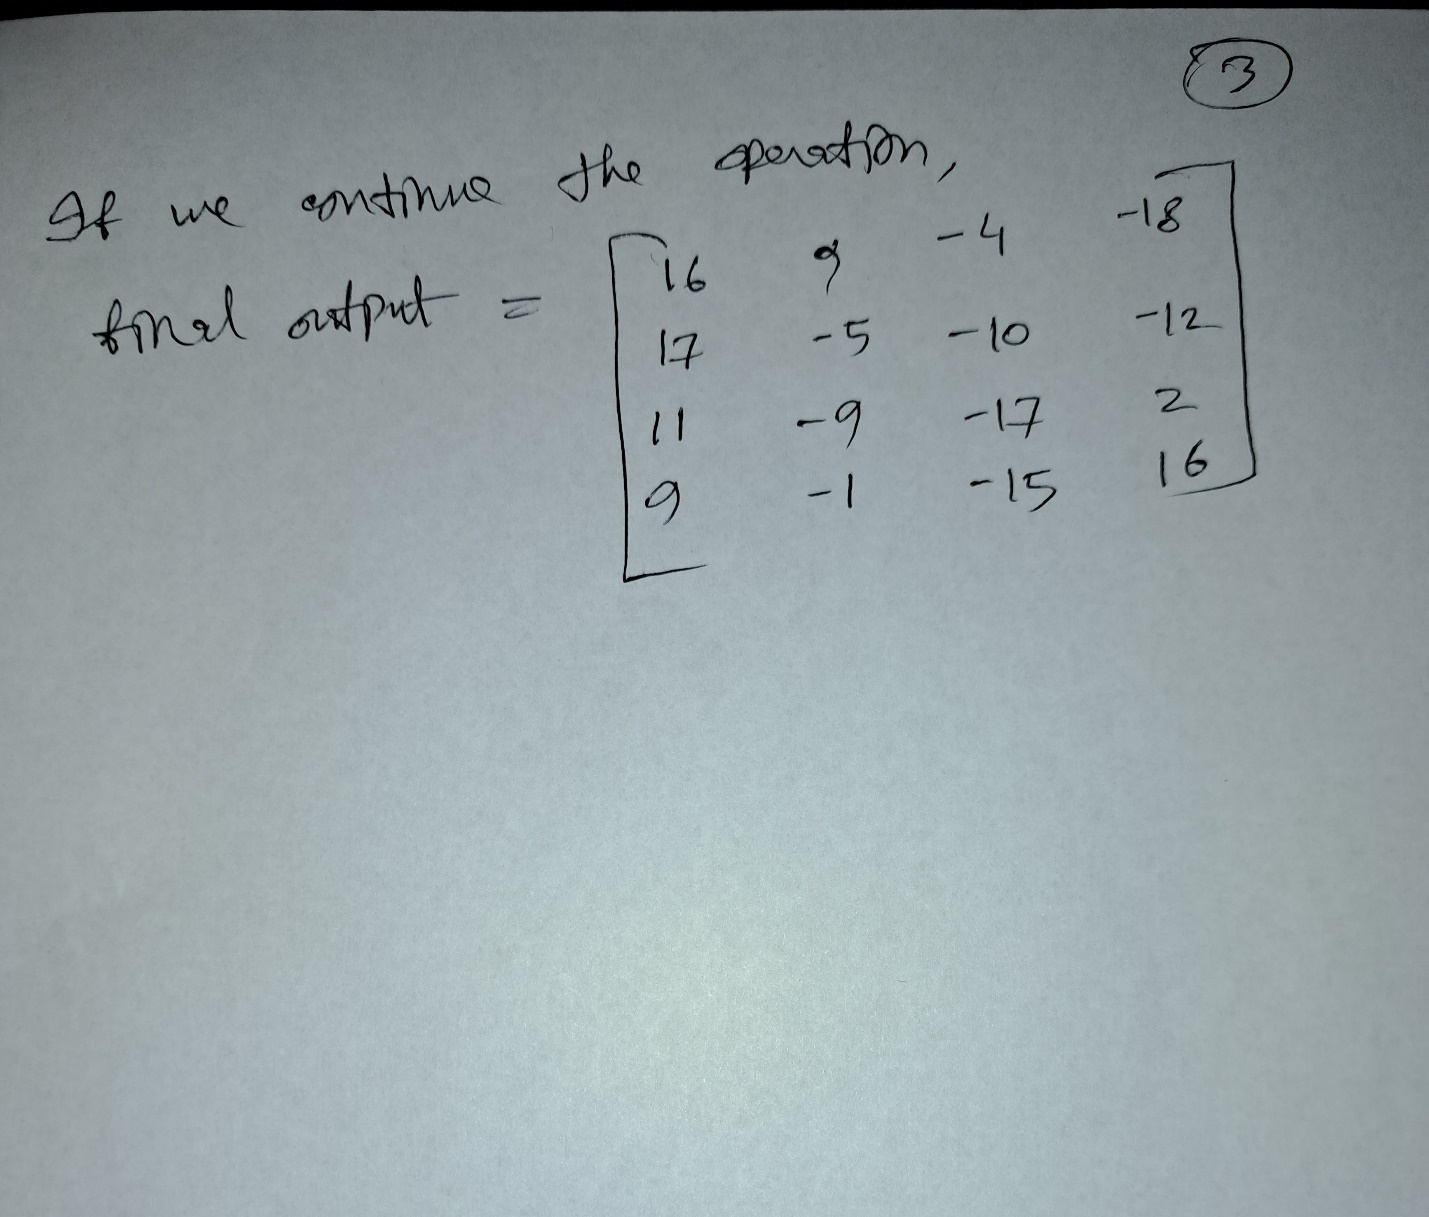 3
If we continue the operation,
final output = [ 16 9 -4 -18
17 -5 -10 -12
11 -9 -17 2
9 -1 -15 16 ]